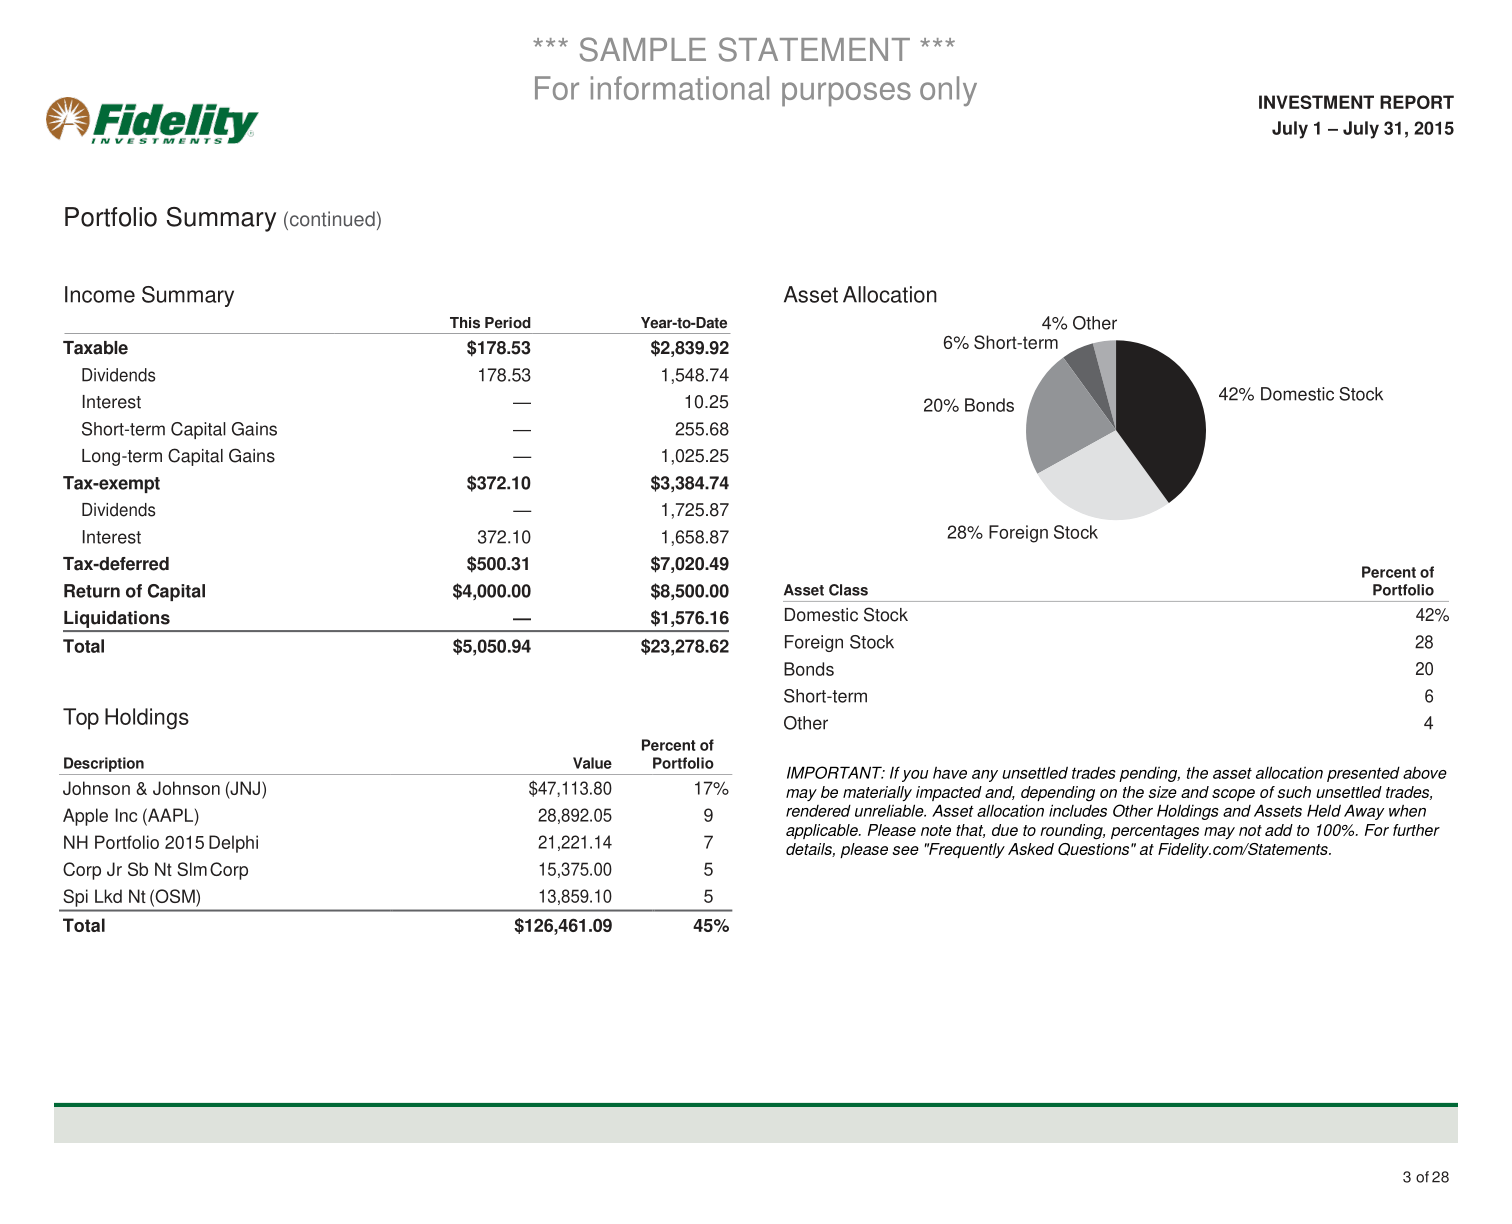 *** SAMPLE STATEMENT ***
For informational purposes only
Fidelity
INVESTMENTS
INVESTMENT REPORT
July 1 – July 31, 2015
Portfolio Summary (continued)
Income Summary
This Period Year-to-Date
Taxable $178.53 $2,839.92
Dividends 178.53 1,548.74
Interest — 10.25
Short-term Capital Gains — 255.68
Long-term Capital Gains — 1,025.25
Tax-exempt $372.10 $3,384.74
Dividends — 1,725.87
Interest 372.10 1,658.87
Tax-deferred $500.31 $7,020.49
Return of Capital $4,000.00 $8,500.00
Liquidations — $1,576.16
Total $5,050.94 $23,278.62
Top Holdings
Percent of
Description Value Portfolio
Johnson & Johnson (JNJ) $47,113.80 17%
Apple Inc (AAPL) 28,892.05 9
NH Portfolio 2015 Delphi 21,221.14 7
Corp Jr Sb Nt Slm Corp 15,375.00 5
Spi Lkd Nt (OSM) 13,859.10 5
Total $126,461.09 45%
Asset Allocation
4% Other
6% Short-term
42% Domestic Stock
20% Bonds
28% Foreign Stock
Percent of
Asset Class Portfolio
Domestic Stock 42%
Foreign Stock 28
Bonds 20
Short-term 6
Other 4
IMPORTANT: If you have any unsettled trades pending, the asset allocation presented above
may be materially impacted and, depending on the size and scope of such unsettled trades,
rendered unreliable. Asset allocation includes Other Holdings and Assets Held Away when
applicable. Please note that, due to rounding, percentages may not add to 100%. For further
details, please see "Frequently Asked Questions" at Fidelity.com/Statements.
3 of 28